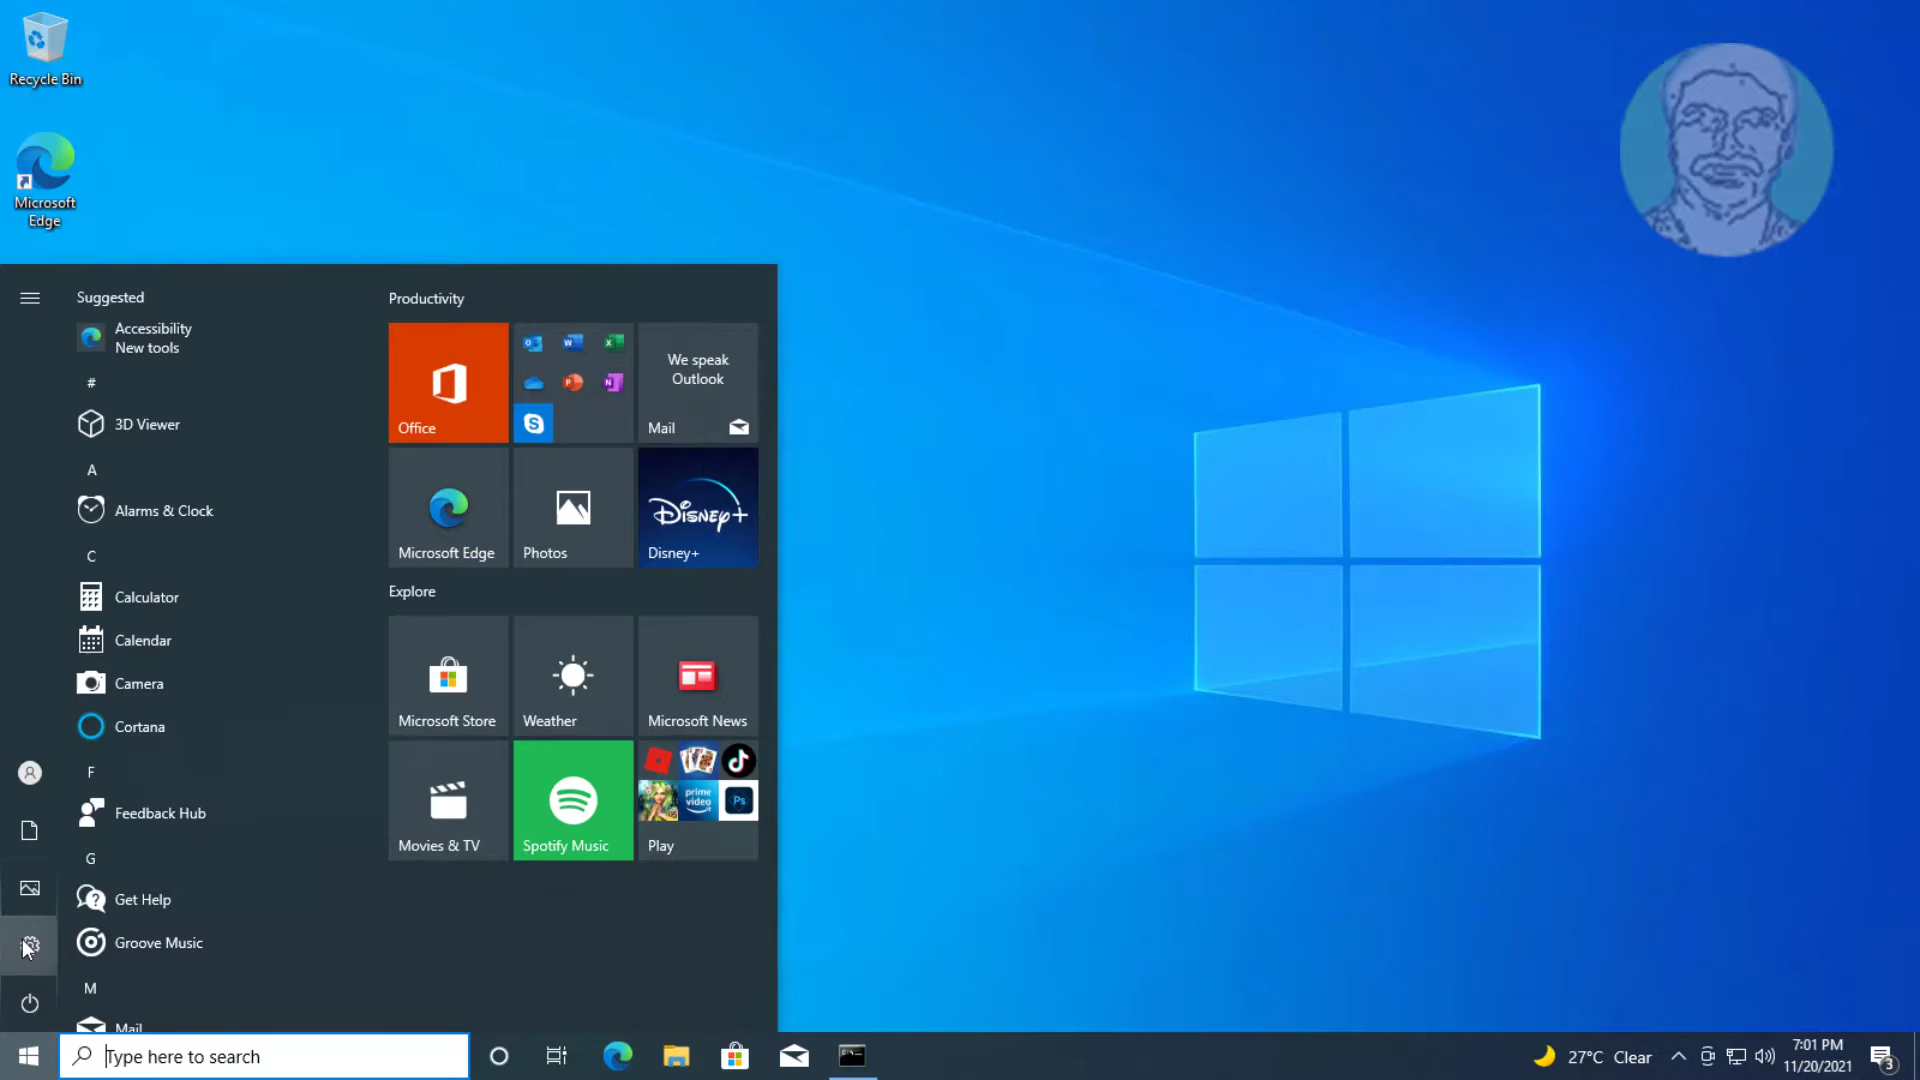 Recycle Bin
Microsoft
Edge
Suggested
Accessibility
New tools
#
3D Viewer
A
Alarms & Clock
C
Calculator
Calendar
Camera
Cortana
F
Feedback Hub
G
Get Help
Groove Music
M
Mail
Productivity
Office
We speak
Outlook
Mail
Microsoft Edge
Photos
Disney+
Disney+
Explore
Microsoft Store
Weather
Microsoft News
Movies & TV
Spotify Music
prime
video
Ps
Play
Type here to search
27°C Clear
7:01 PM
11/20/2021
3